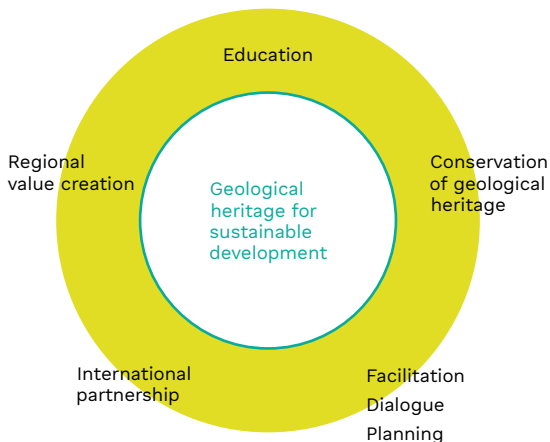 Education
Regional
value creation
Conservation
of geological
heritage
Geological
heritage for
sustainable
development
International
partnership
Facilitation
Dialogue
Planning